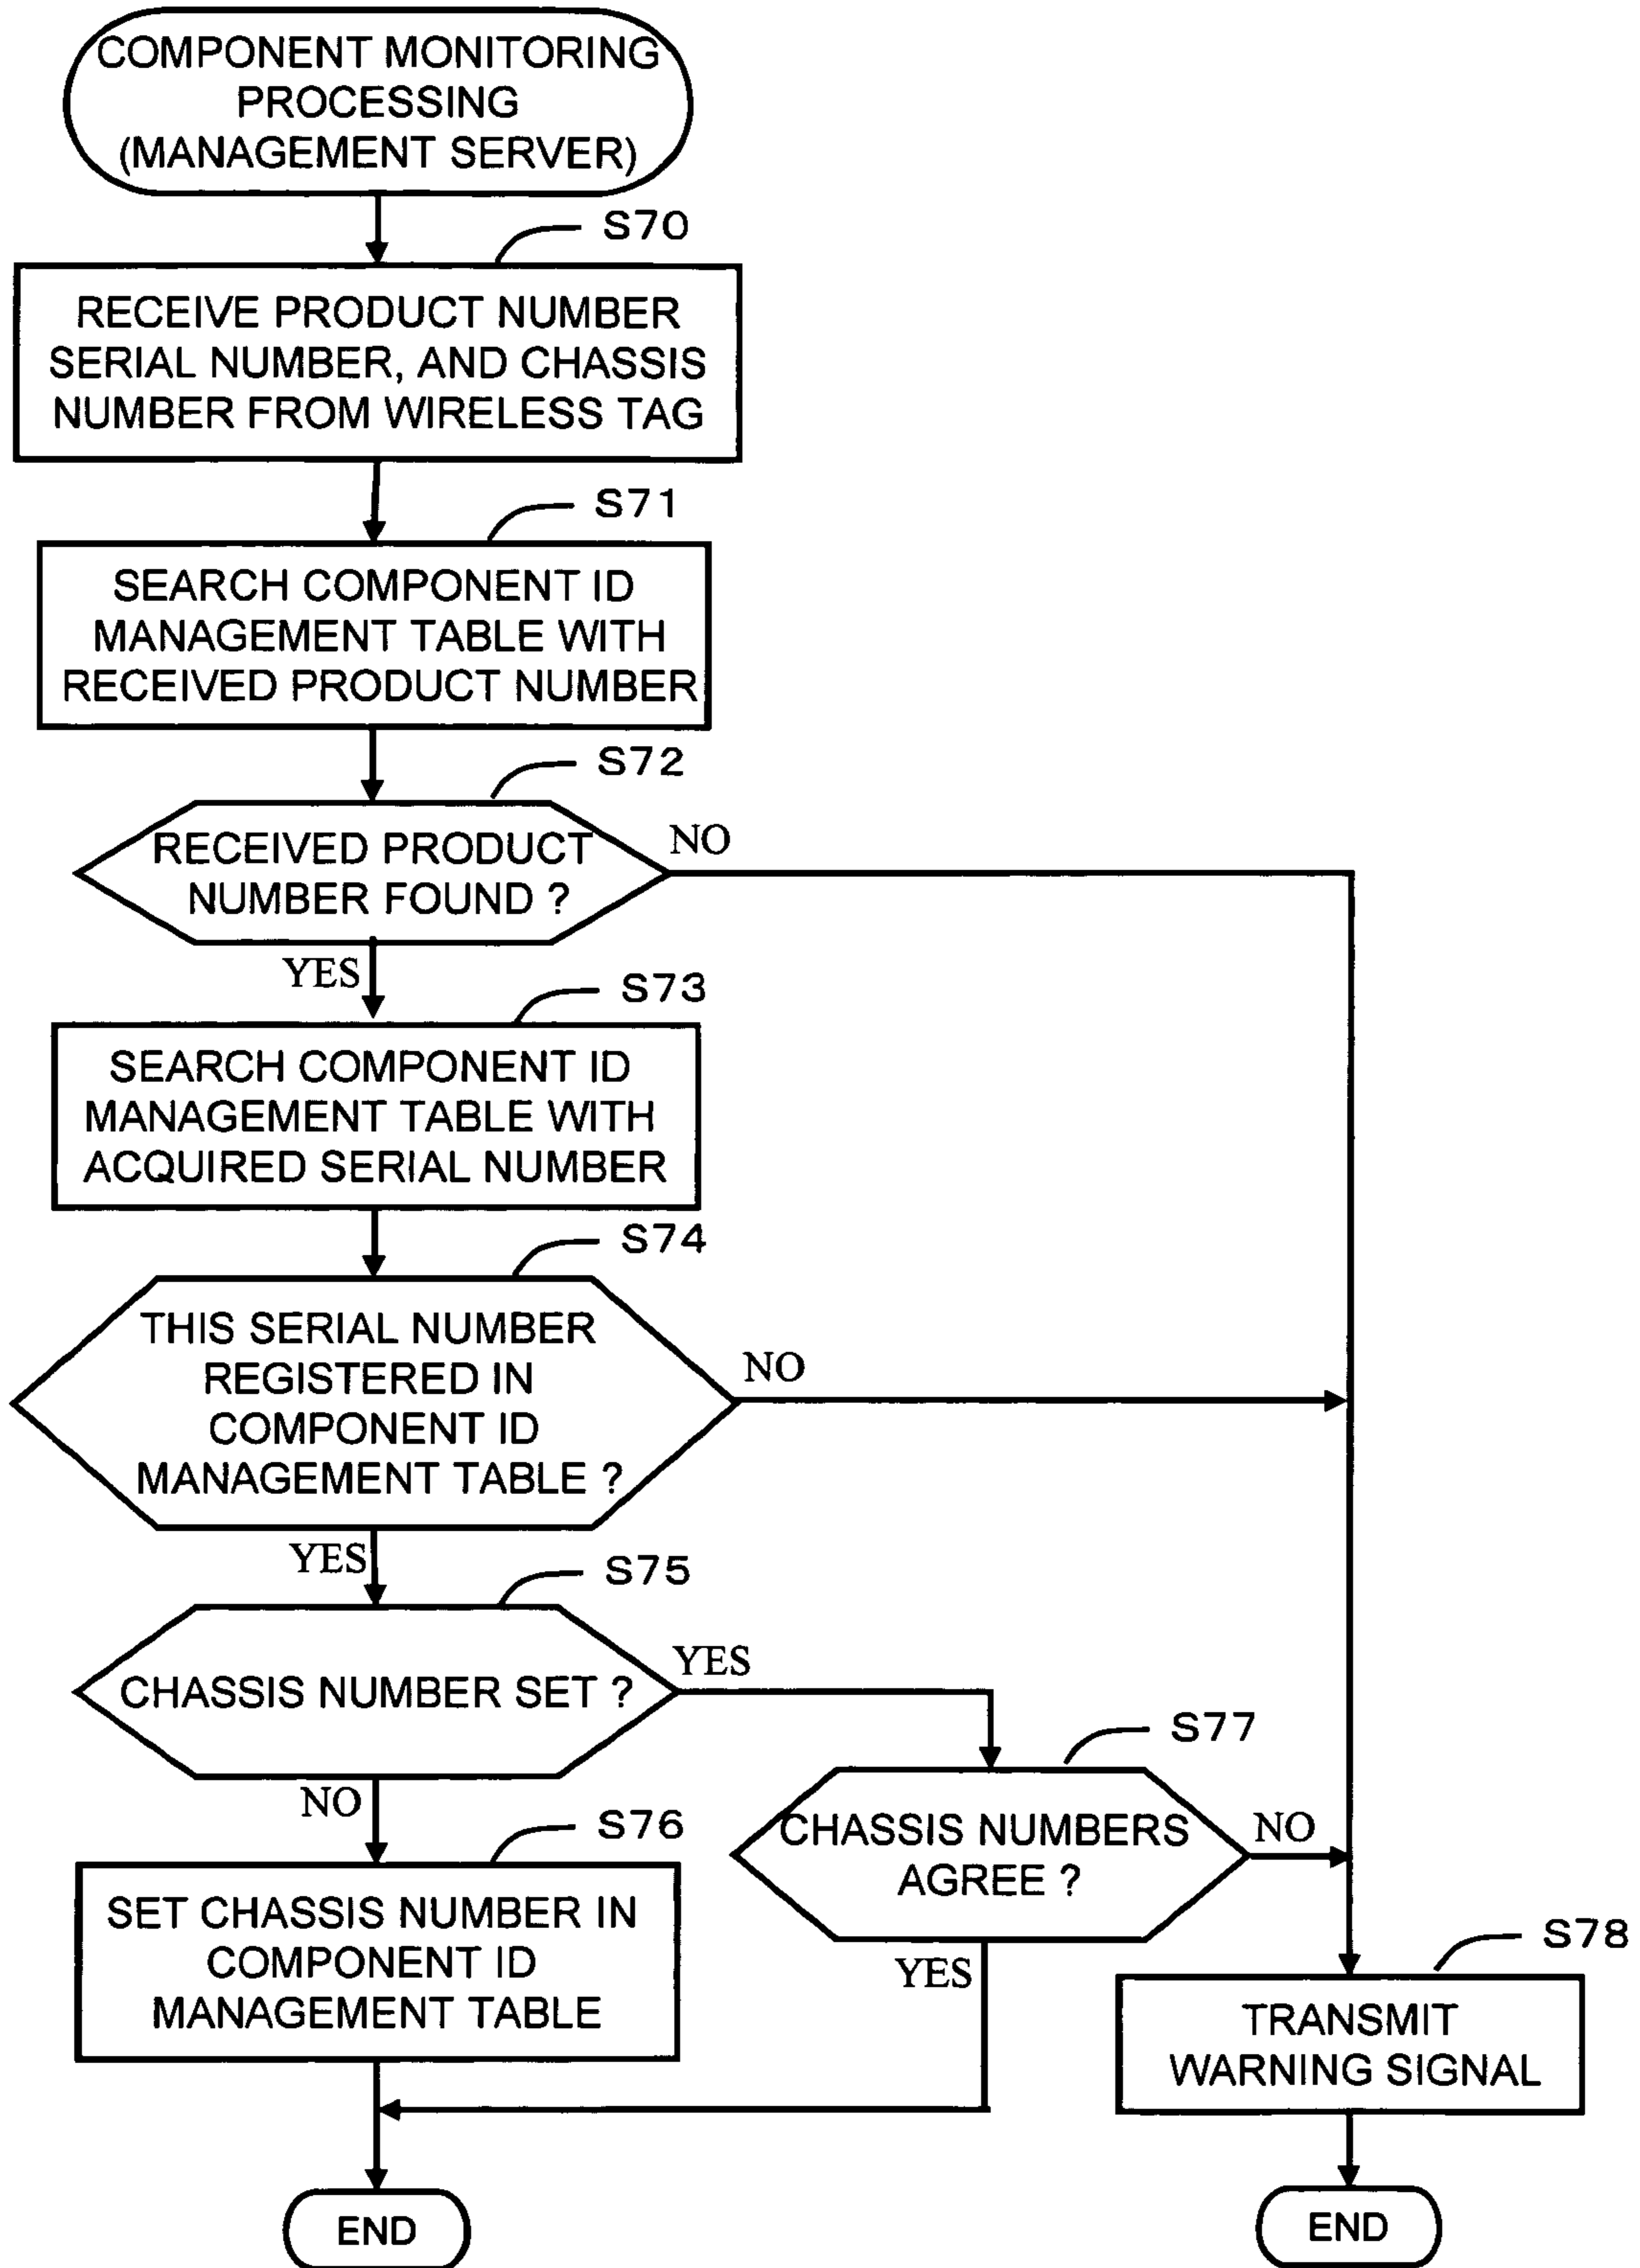 COMPONENT MONITORING
PROCESSING
(MANAGEMENT SERVER)
S70
RECEIVE PRODUCT NUMBER
SERIAL NUMBER, AND CHASSIS
NUMBER FROM WIRELESS TAG
S71
SEARCH COMPONENT ID
MANAGEMENT TABLE WITH
RECEIVED PRODUCT NUMBER
S72
RECEIVED PRODUCT
NUMBER FOUND ?
NO
YES
S73
SEARCH COMPONENT ID
MANAGEMENT TABLE WITH
ACQUIRED SERIAL NUMBER
S74
THIS SERIAL NUMBER
REGISTERED IN
COMPONENT ID
MANAGEMENT TABLE ?
NO
YES
S75
CHASSIS NUMBER SET ?
YES
NO
S77
CHASSIS NUMBERS
AGREE ?
NO
YES
S76
SET CHASSIS NUMBER IN
COMPONENT ID
MANAGEMENT TABLE
S78
TRANSMIT
WARNING SIGNAL
END
END